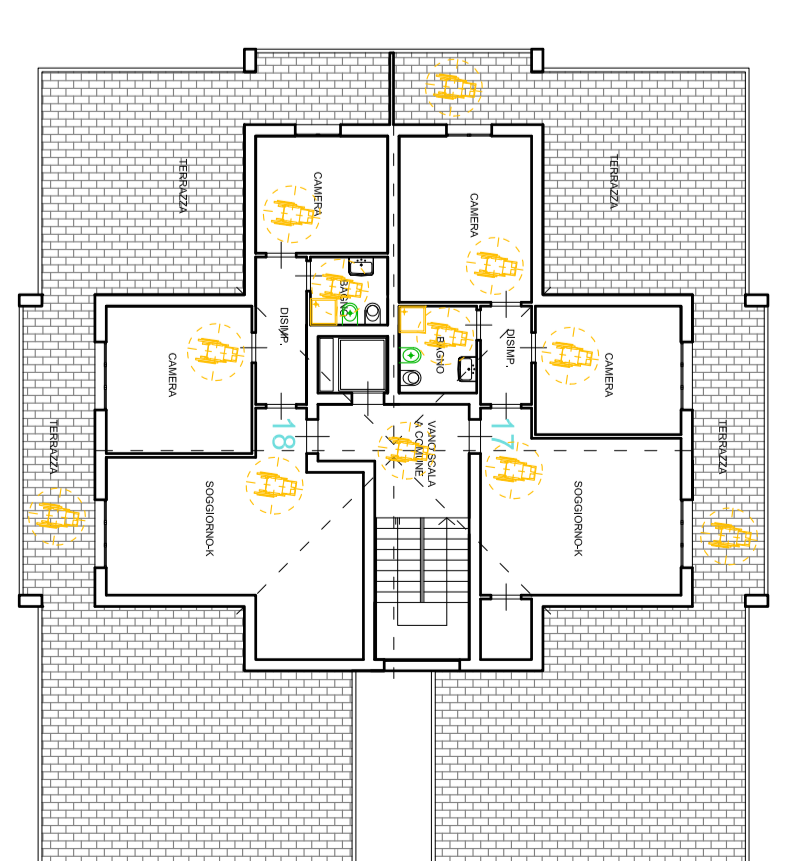 TERRAZZA
TERRAZZA
CAMERA
CAMERA
BAGNO
DISIMP.
DISIMP.
BAGNO
CAMERA
CAMERA
18
17
VANO SCALA
A COMUNE
TERRAZZA
TERRAZZA
SOGGIORNO-K
SOGGIORNO-K